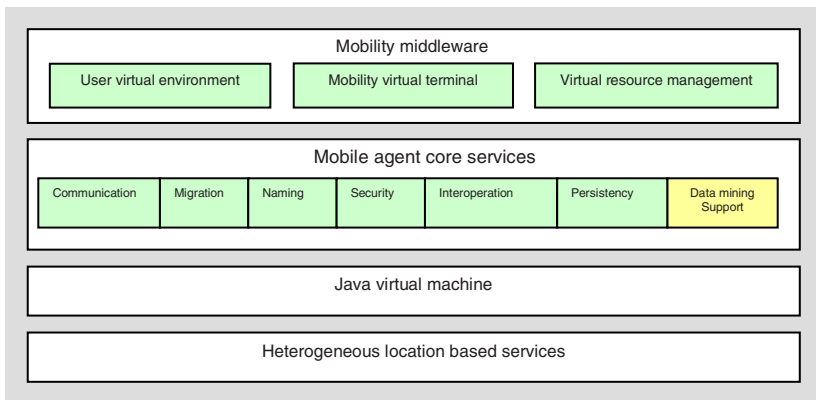 Mobility middleware
User virtual environment
Mobility virtual terminal
Virtual resource management
Mobile agent core services
Communication
Migration
Naming
Security
Interoperation
Persistency
Data mining
Support
Java virtual machine
Heterogeneous location based services